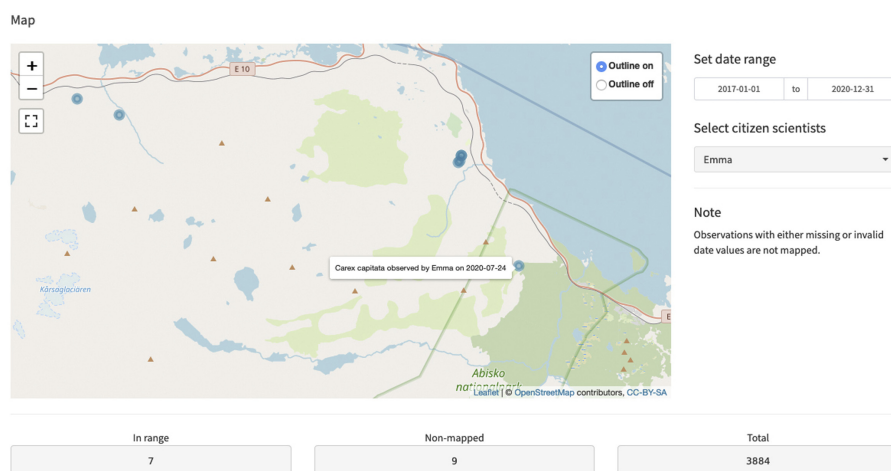 Map
+
−
E 10
Outline on
Outline off
Set date range
2017-01-01 to 2020-12-31
Select citizen scientists
Emma
Note
Observations with either missing or invalid
date values are not mapped.
Carex capitata observed by Emma on 2020-07-24
Kårsaglaciären
E
Abisko
nationalpark
Leaflet | © OpenStreetMap contributors, CC-BY-SA
In range
Non-mapped
Total
7
9
3884